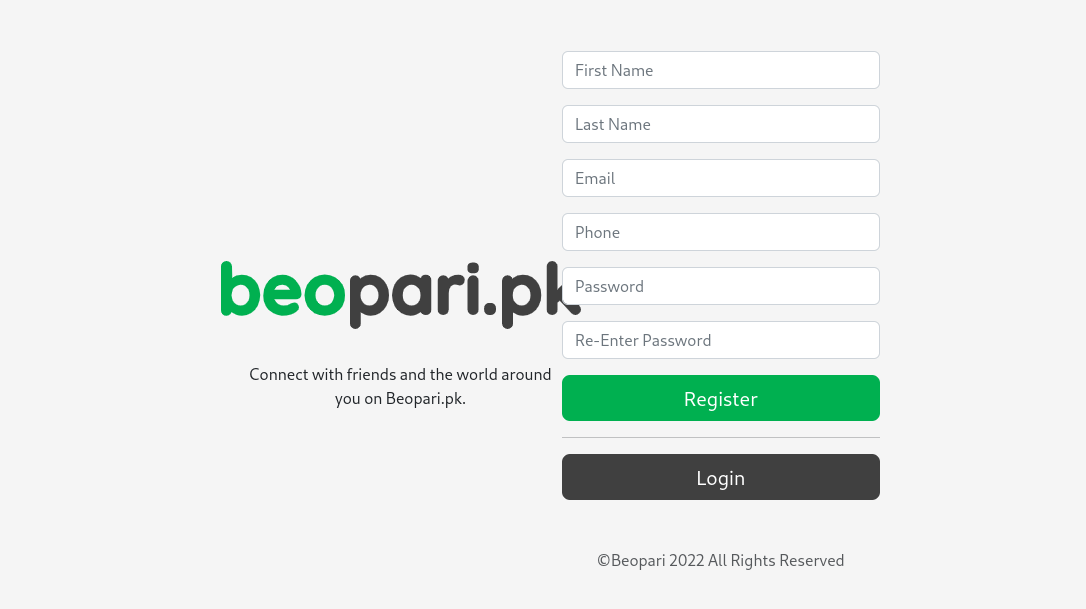 beopari.pk
Connect with friends and the world around
you on Beopari.pk.
First Name
Last Name
Email
Phone
Password
Re-Enter Password
Register
Login
©Beopari 2022 All Rights Reserved